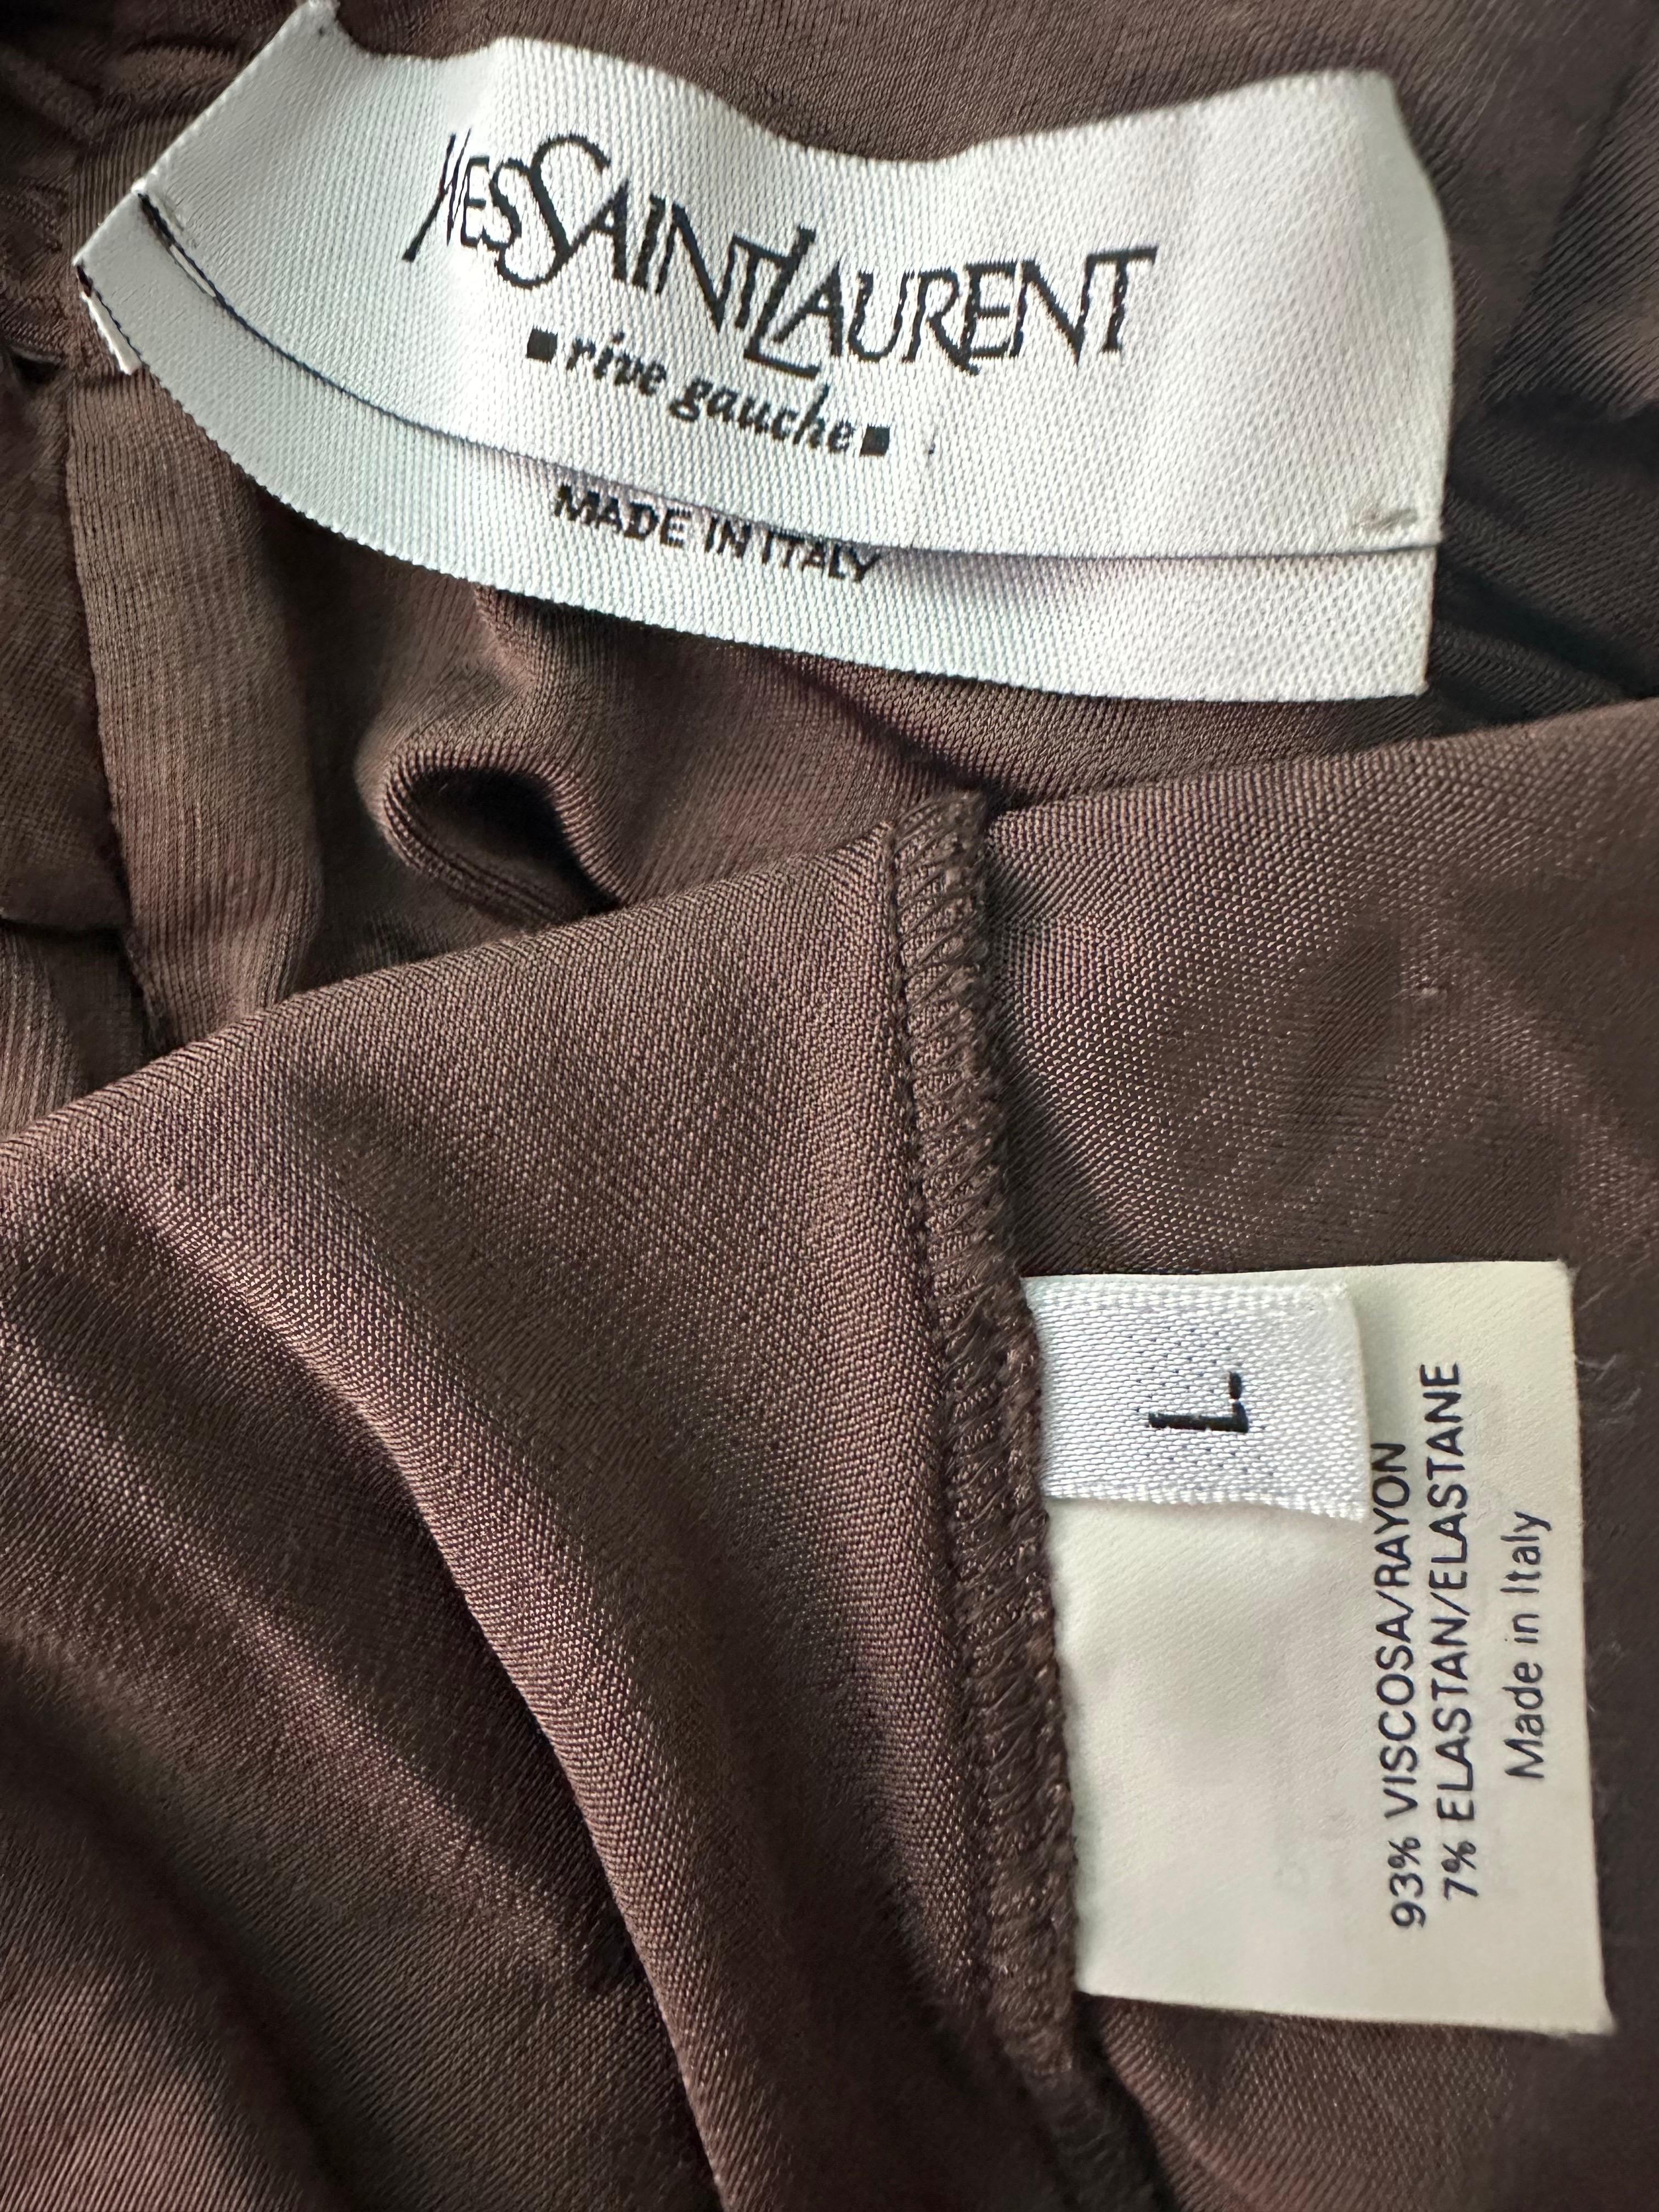 YVESSAINTLAURENT
▪rive gauche▪
MADE IN ITALY
L
93% VISCOSA/RAYON
7% ELASTAN/ELASTANE
Made in Italy